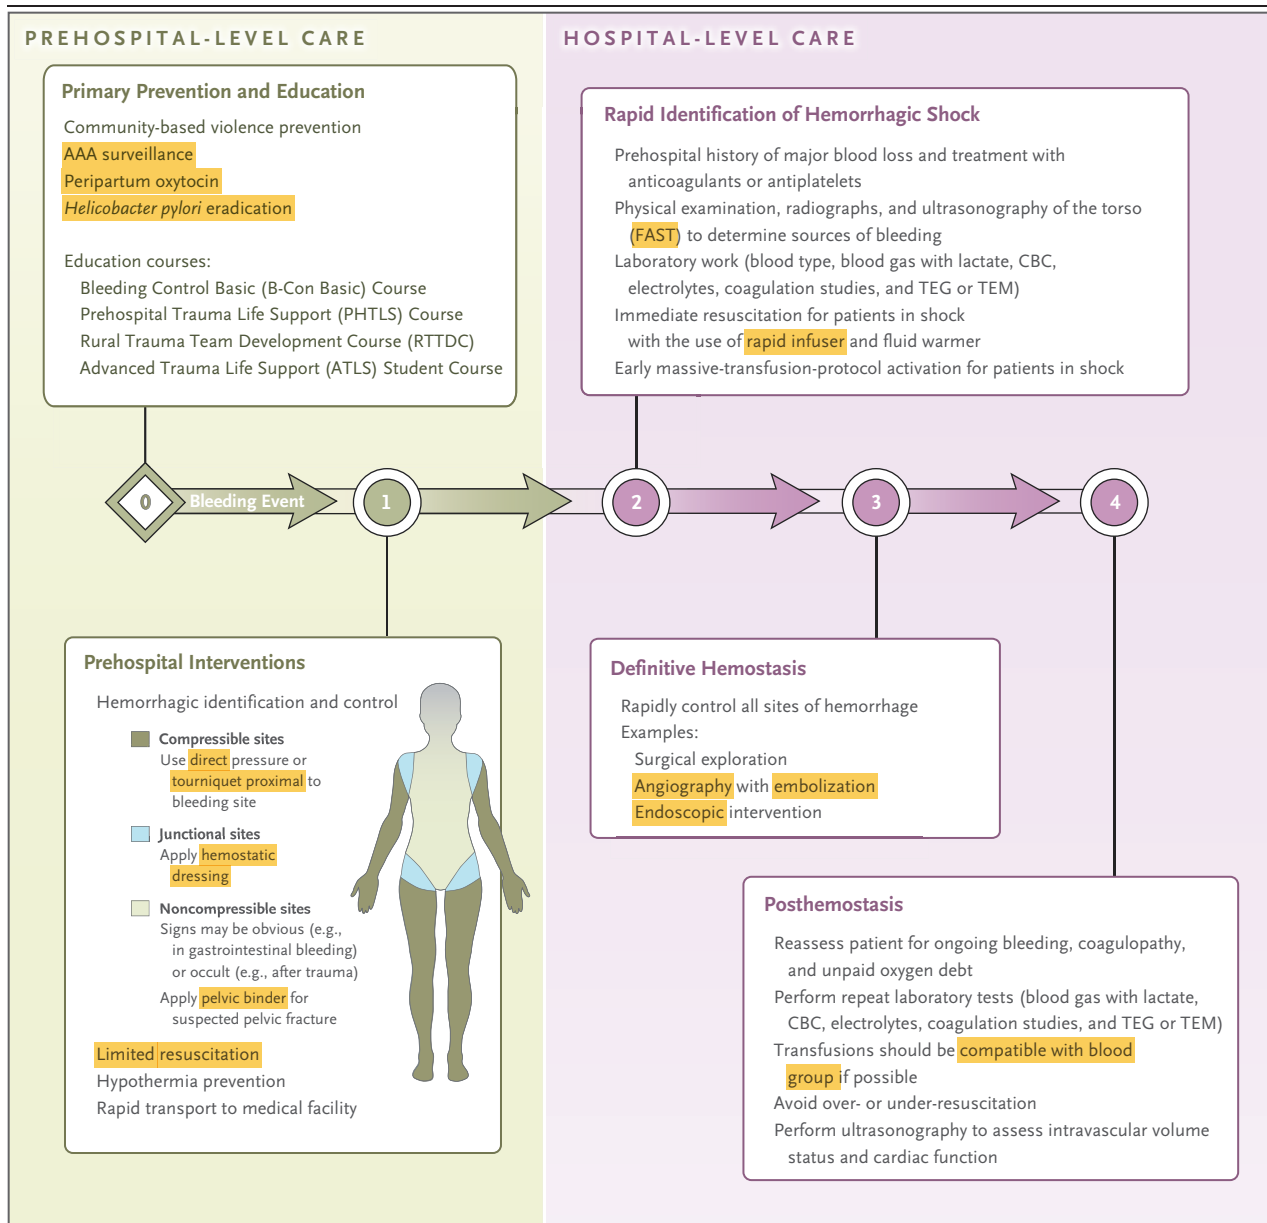 PREHOSPITAL-LEVEL CARE
Primary Prevention and Education
Community-based violence prevention
AAA surveillance
Peripartum oxytocin
Helicobacter pylori eradication
Education courses:
Bleeding Control Basic (B-Con Basic) Course
Prehospital Trauma Life Support (PHTLS) Course
Rural Trauma Team Development Course (RTTDC)
Advanced Trauma Life Support (ATLS) Student Course
HOSPITAL-LEVEL CARE
Rapid Identification of Hemorrhagic Shock
Prehospital history of major blood loss and treatment with
anticoagulants or antiplatelets
Physical examination, radiographs, and ultrasonography of the torso
(FAST) to determine sources of bleeding
Laboratory work (blood type, blood gas with lactate, CBC,
electrolytes, coagulation studies, and TEG or TEM)
Immediate resuscitation for patients in shock
with the use of rapid infuser and fluid warmer
Early massive-transfusion-protocol activation for patients in shock
0
Bleeding Event
1
2
3
4
Prehospital Interventions
Hemorrhagic identification and control
Compressible sites
Use direct pressure or
tourniquet proximal to
bleeding site
Junctional sites
Apply hemostatic
dressing
Noncompressible sites
Signs may be obvious (e.g.,
in gastrointestinal bleeding)
or occult (e.g., after trauma)
Apply pelvic binder for
suspected pelvic fracture
Limited resuscitation
Hypothermia prevention
Rapid transport to medical facility
Definitive Hemostasis
Rapidly control all sites of hemorrhage
Examples:
Surgical exploration
Angiography with embolization
Endoscopic intervention
Posthemostasis
Reassess patient for ongoing bleeding, coagulopathy,
and unpaid oxygen debt
Perform repeat laboratory tests (blood gas with lactate,
CBC, electrolytes, coagulation studies, and TEG or TEM)
Transfusions should be compatible with blood
group if possible
Avoid over- or under-resuscitation
Perform ultrasonography to assess intravascular volume
status and cardiac function